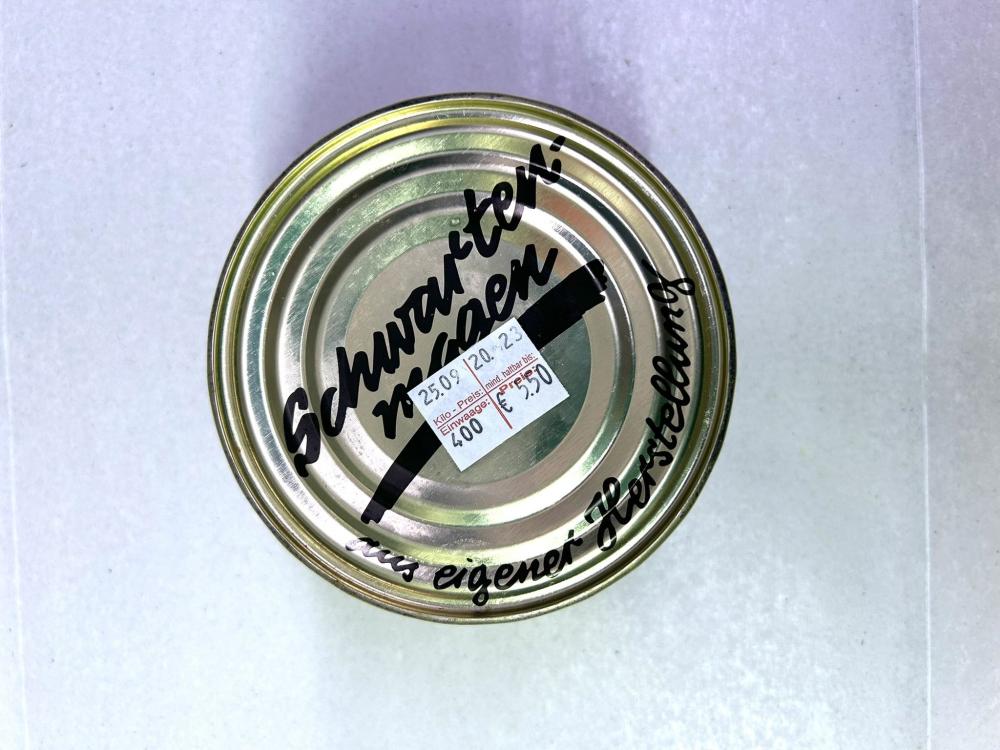 Schwarten-
magen
25.09 20. 23
Kilo - Preis: mind. haltbar bis:
Einwaage: Preis:
400 € 5,50
aus eigener Herstellung